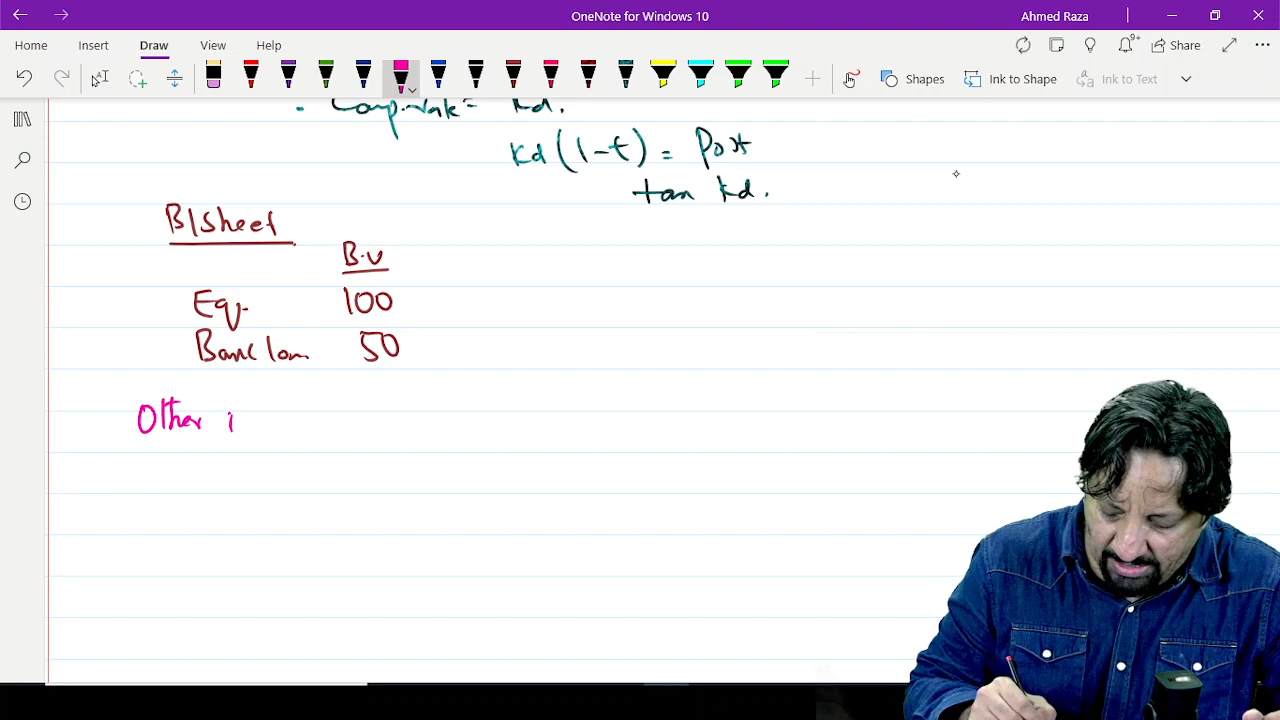 OneNote for Windows 10
Ahmed Raza
Home Insert Draw View Help
Share
Shapes Ink to Shape Ink to Text
Kd.
Kd (1-t) = Post
tax Kd.
B/Sheet
B.V
Eq. 100
Bank loan 50
Other i